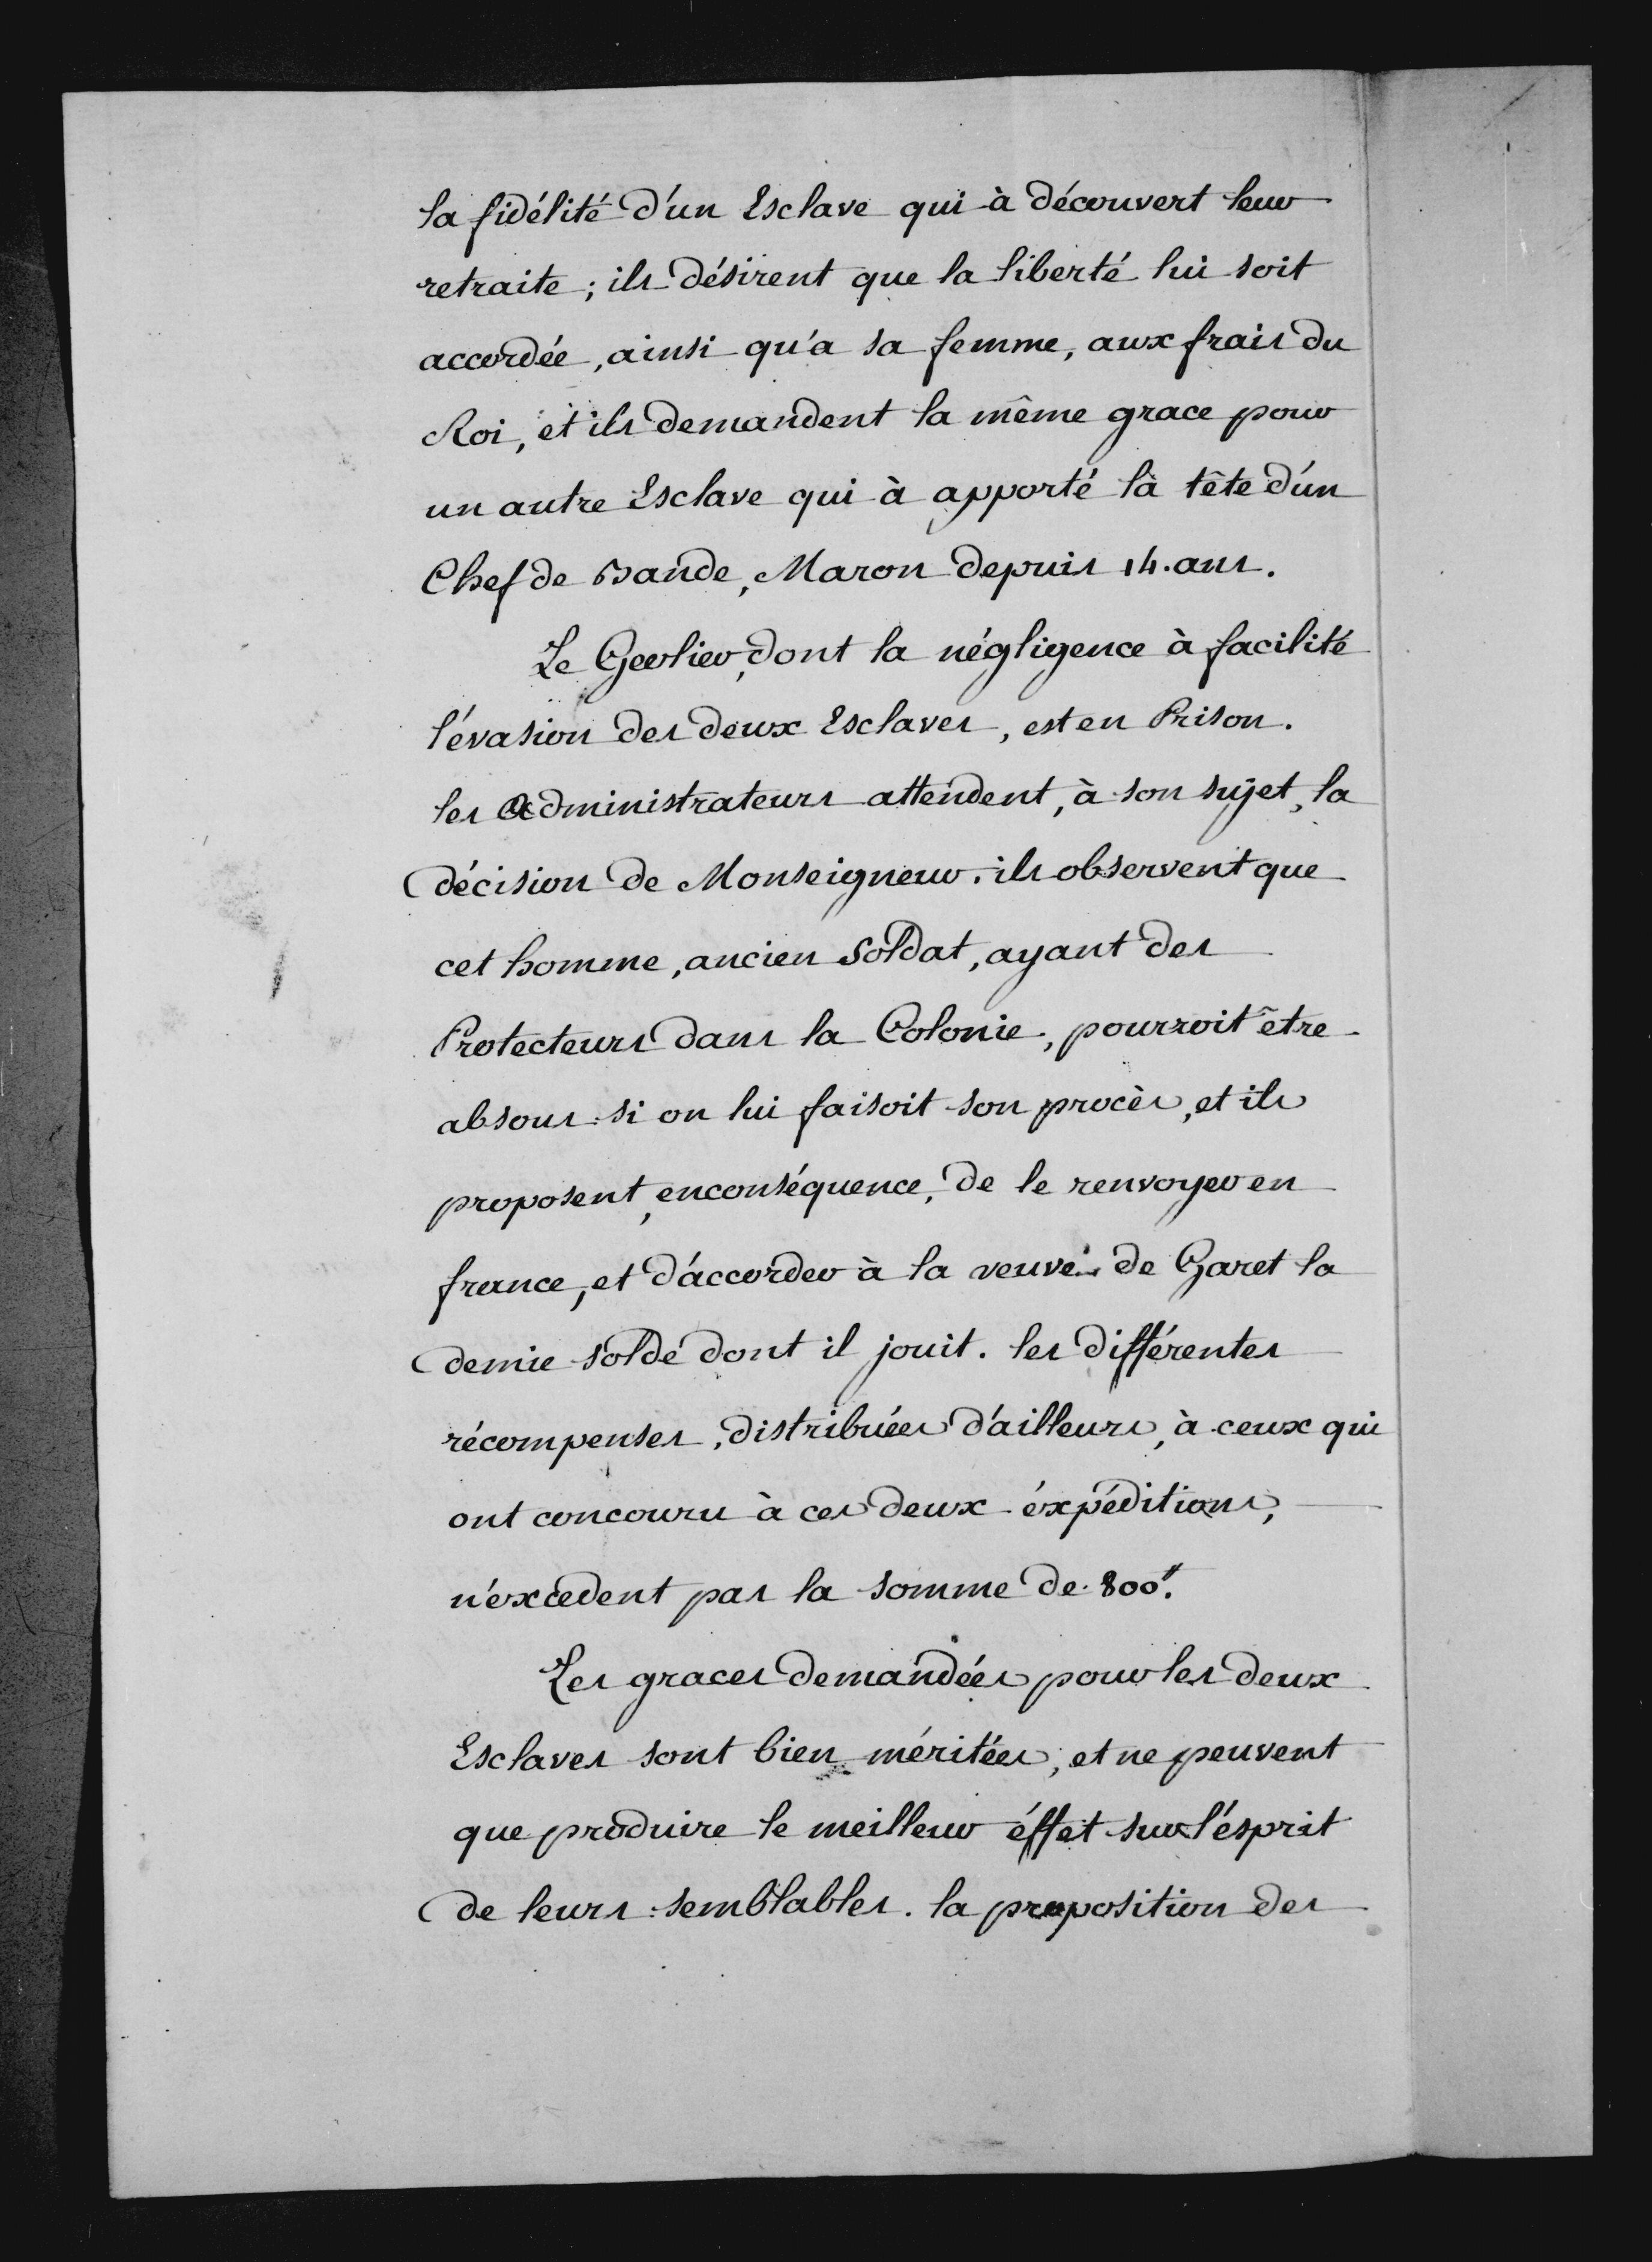 la fidélité d'un Esclave qui à découvert leur
retraite; ils désirent que la liberté lui soit
accordée, ainsi qu'a sa femme, aux frais du
Roi, et ils demandent la même grace pour
un autre Esclave qui à apporté la tête d'un
Chef de Bande, Maron depuis 14. ans.
Le Geolier, dont la négligence à facilité
l'évasion des deux Esclaves, est en Prison.
les Administrateurs attendent, à son sujet, la
décision de Monseigneur. ils observent que
cet homme, ancien Soldat, ayant des
Protecteurs dans la Colonie, pourroit être
absous si on lui faisoit son procès, et ils
proposent, enconséquence, de le renvoyer en
france, et d'accorder à la veuve de Garet la
demie solde dont il jouit. les différentes
récompenses, distribuées d'ailleurs, à ceux qui
ont concouru à ces deux éxpéditions,
n'excedent pas la somme de 800ᵗ.
Les graces demandées pour les deux
Esclaves sont bien méritées, et ne peuvent
que produire le meilleur éffet sur l'ésprit
de leurs semblables. la proposition des